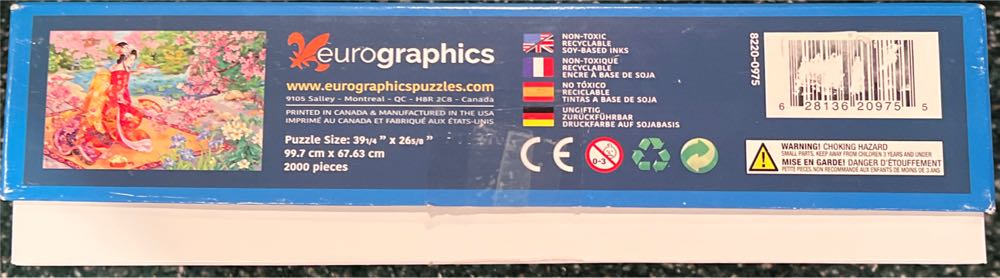 eurographics
www.eurographicspuzzles.com
9105 Salley - Montreal - QC - H8R 2C8 - Canada
PRINTED IN CANADA & MANUFACTURED IN THE USA
IMPRIMÉ AU CANADA ET FABRIQUÉ AUX ÉTATS-UNIS
Puzzle Size: 39 1/4 " x 26 5/8 "
99.7 cm x 67.63 cm
2000 pieces
NON-TOXIC
RECYCLABLE
SOY-BASED INKS
NON-TOXIQUE
RECYCLABLE
ENCRE À BASE DE SOJA
NO TÓXICO
RECICLABLE
TINTAS A BASE DE SOJA
UNGIFTIG
ZURÜCKFÜHRBAR
DRUCKFARBE AUF SOJABASIS
CE
0-3
8220-0975
6 28136 20975 5
WARNING! CHOKING HAZARD
SMALL PARTS. KEEP AWAY FROM CHILDREN 3 YEARS AND UNDER.
MISE EN GARDE! DANGER D'ÉTOUFFEMENT
PETITE PIECES. NON RECOMMANDÉ AUX ENFANTS DE MOINS DE 3 ANS